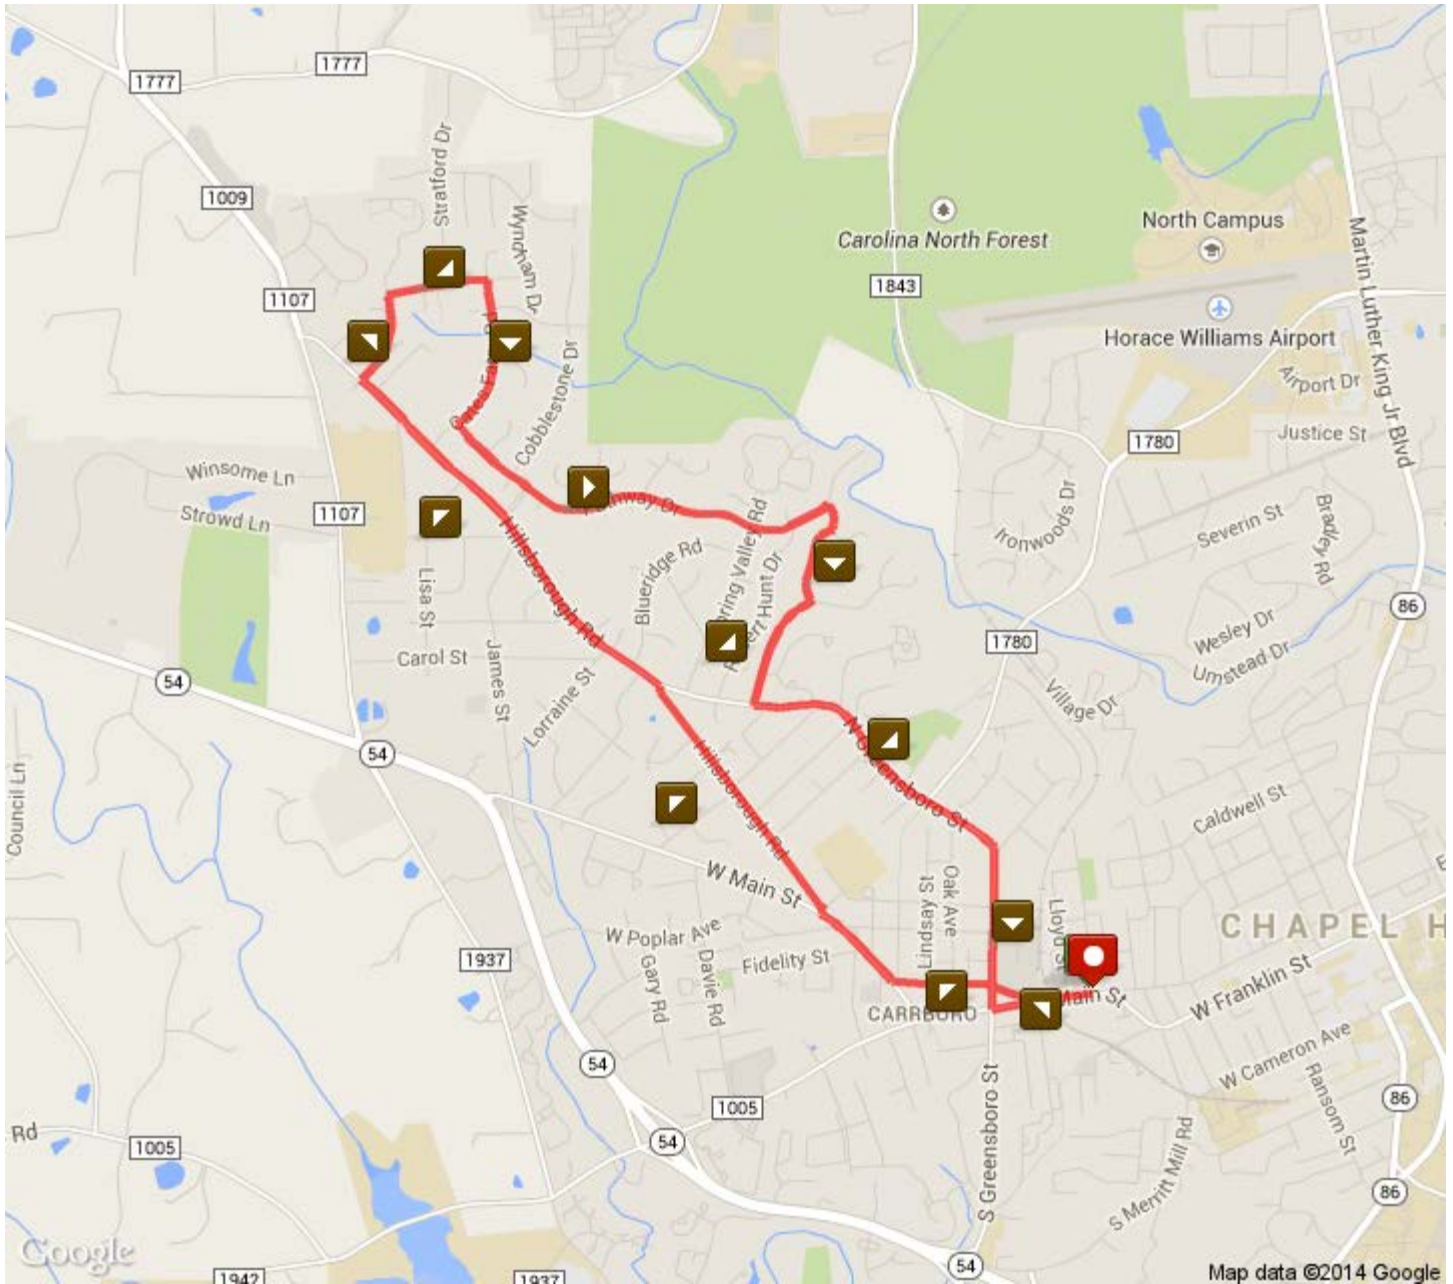 1777
1777
Stratford Dr
1009
Wyndham Dr
Carolina North Forest
North Campus
Martin Luther King Jr Blvd
1843
1107
Horace Williams Airport
Airport Dr
Cobblestone Dr
Justice St
1780
Winsome Ln
Strowd Ln
1107
Ironwoods Dr
Severin St
Bradley Rd
Hillsborough Rd
Blueridge Rd
Lisa St
86
Wesley Dr
Umstead Dr
1780
Carol St
James St
Lorraine St
54
Village Dr
54
Hillsborough Rd
N Greensboro St
Council Ln
Caldwell St
W Main St
Lindsay St
Oak Ave
Lloyd St
CHAPEL H
W Poplar Ave
Fidelity St
Gary Rd
Davie Rd
1937
W Franklin St
Main St
CARRBORO
W Cameron Ave
Ransom St
54
S Greensboro St
1005
86
Rd
1005
54
S Merritt Mill Rd
86
Google
1942
1937
54
Map data ©2014 Google